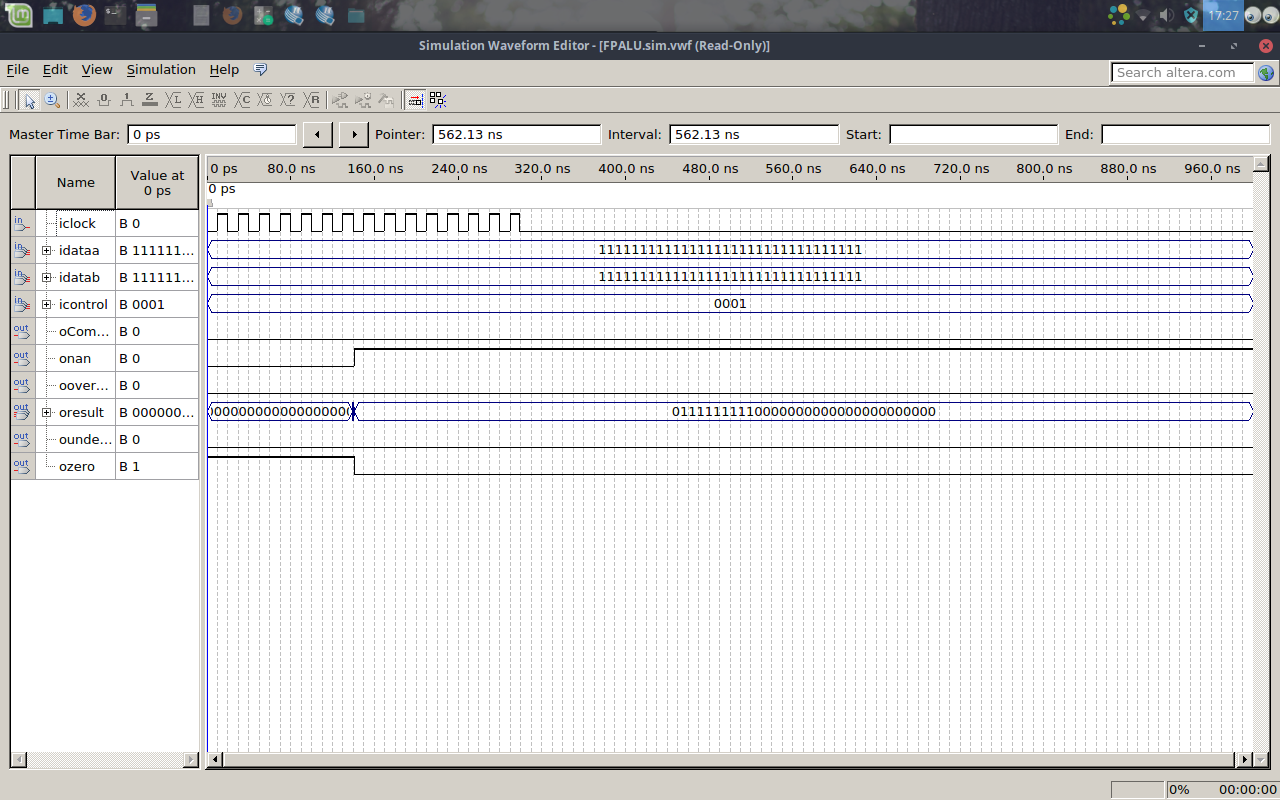 17:27
Simulation Waveform Editor - [FPALU.sim.vwf (Read-Only)]
File Edit View Simulation Help
Search altera.com
Master Time Bar: 0 ps Pointer: 562.13 ns Interval: 562.13 ns Start: End:
Name Value at 0 ps
0 ps 80.0 ns 160.0 ns 240.0 ns 320.0 ns 400.0 ns 480.0 ns 560.0 ns 640.0 ns 720.0 ns 800.0 ns 880.0 ns 960.0 ns
0 ps
in iclock B 0
in idataa B 111111... 11111111111111111111111111111111
in idatab B 111111... 11111111111111111111111111111111
in icontrol B 0001 0001
out oCom... B 0
out onan B 0
out oover... B 0
out oresult B 000000... 01111111110000000000000000000000
out ounde... B 0
out ozero B 1
0% 00:00:00